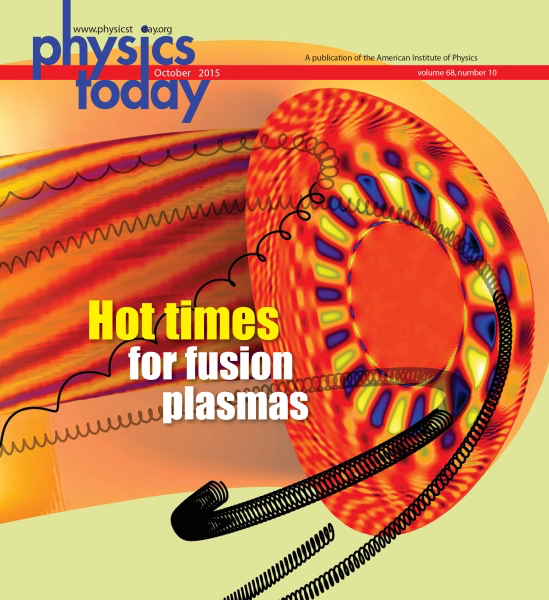 www.physicst day.org
physics
today
October 2015
A publication of the American Institute of Physics
volume 68, number 10
Hot times
for fusion
plasmas